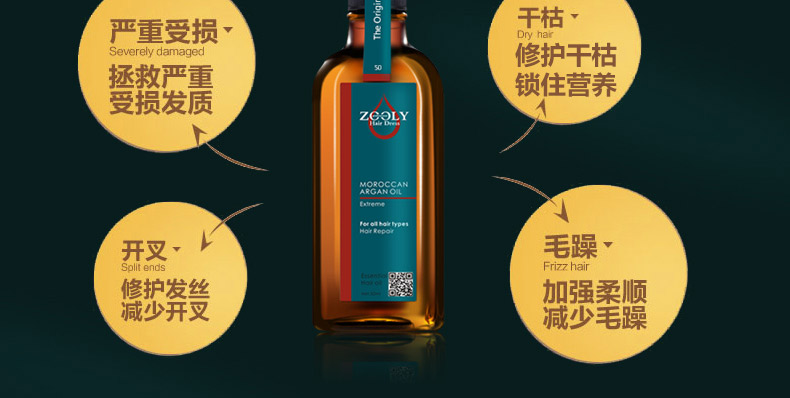 严重受损
Severely damaged
拯救严重
受损发质
干枯
Dry hair
修护干枯
锁住营养
The Origin
50
ZEELY
Hair Dress
MOROCCAN
ARGAN OIL
Extreme
For all hair types
Hair Repair
开叉
Split ends
修护发丝
减少开叉
毛躁
Frizz hair
加强柔顺
减少毛躁